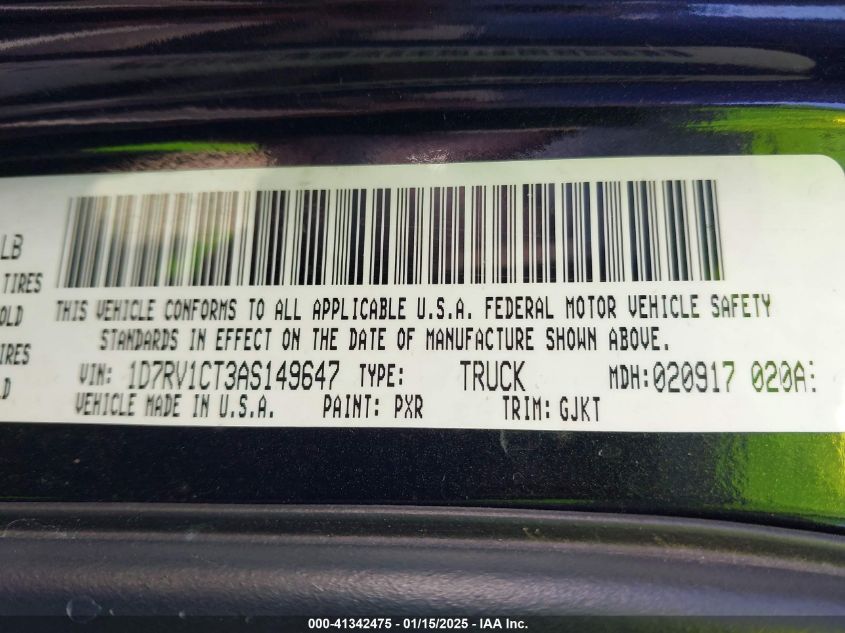 LB
TIRES
OLD
IRES
D
THIS VEHICLE CONFORMS TO ALL APPLICABLE U.S.A. FEDERAL MOTOR VEHICLE SAFETY
STANDARDS IN EFFECT ON THE DATE OF MANUFACTURE SHOWN ABOVE.
VIN: 1D7RV1CT3AS149647 TYPE: TRUCK MDH:020917 020A
VEHICLE MADE IN U.S.A. PAINT: PXR TRIM: GJKT
000-41342475 — 01/15/2025 — IAA Inc.